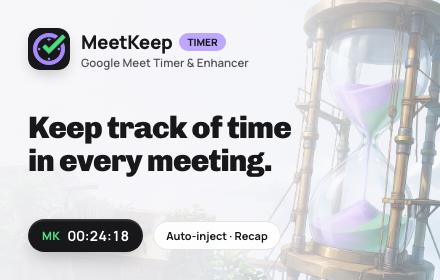 MeetKeep TIMER
Google Meet Timer & Enhancer
Keep track of time
in every meeting.
MK 00:24:18
Auto-inject · Recap